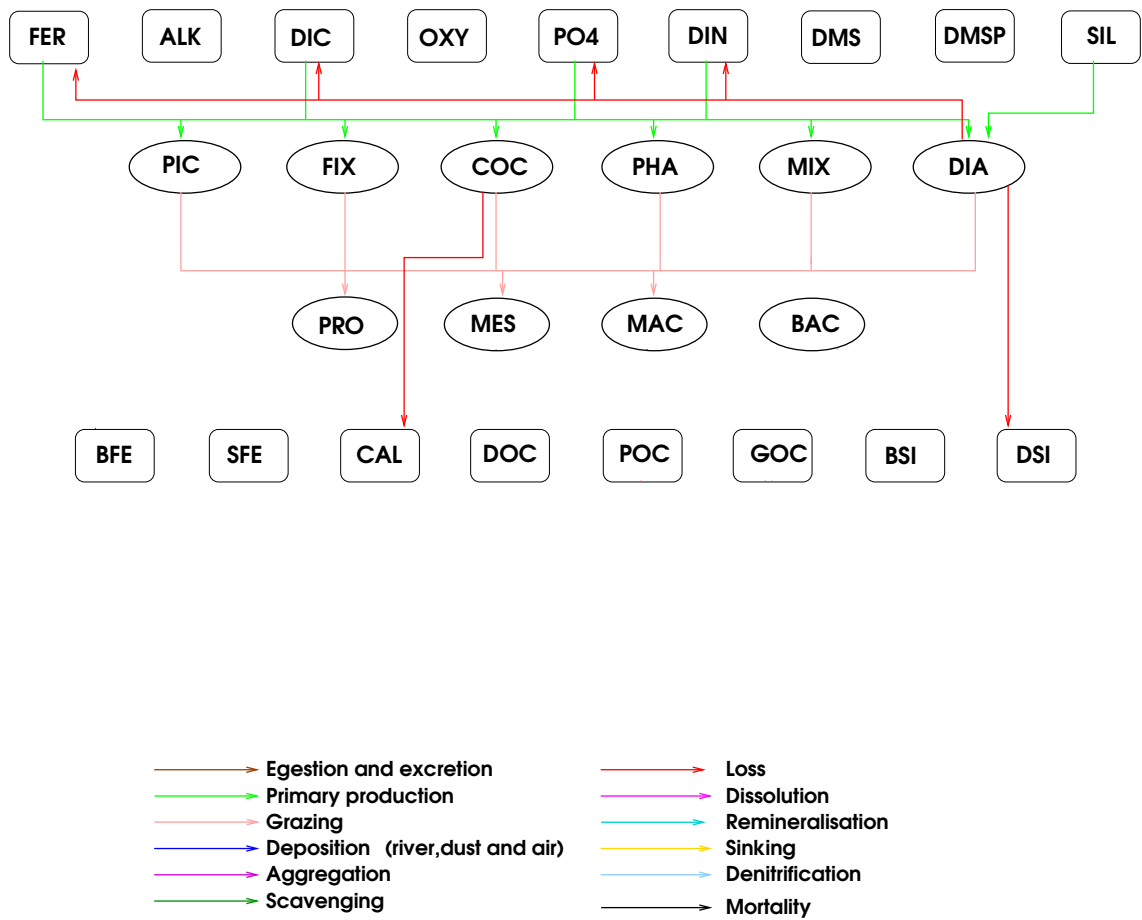 FER ALK DIC OXY PO4 DIN DMS DMSP SIL
PIC FIX COC PHA MIX DIA
PRO MES MAC BAC
BFE SFE CAL DOC POC GOC BSI DSI
Egestion and excretion Loss
Primary production Dissolution
Grazing Remineralisation
Deposition (river,dust and air) Sinking
Aggregation Denitrification
Scavenging Mortality